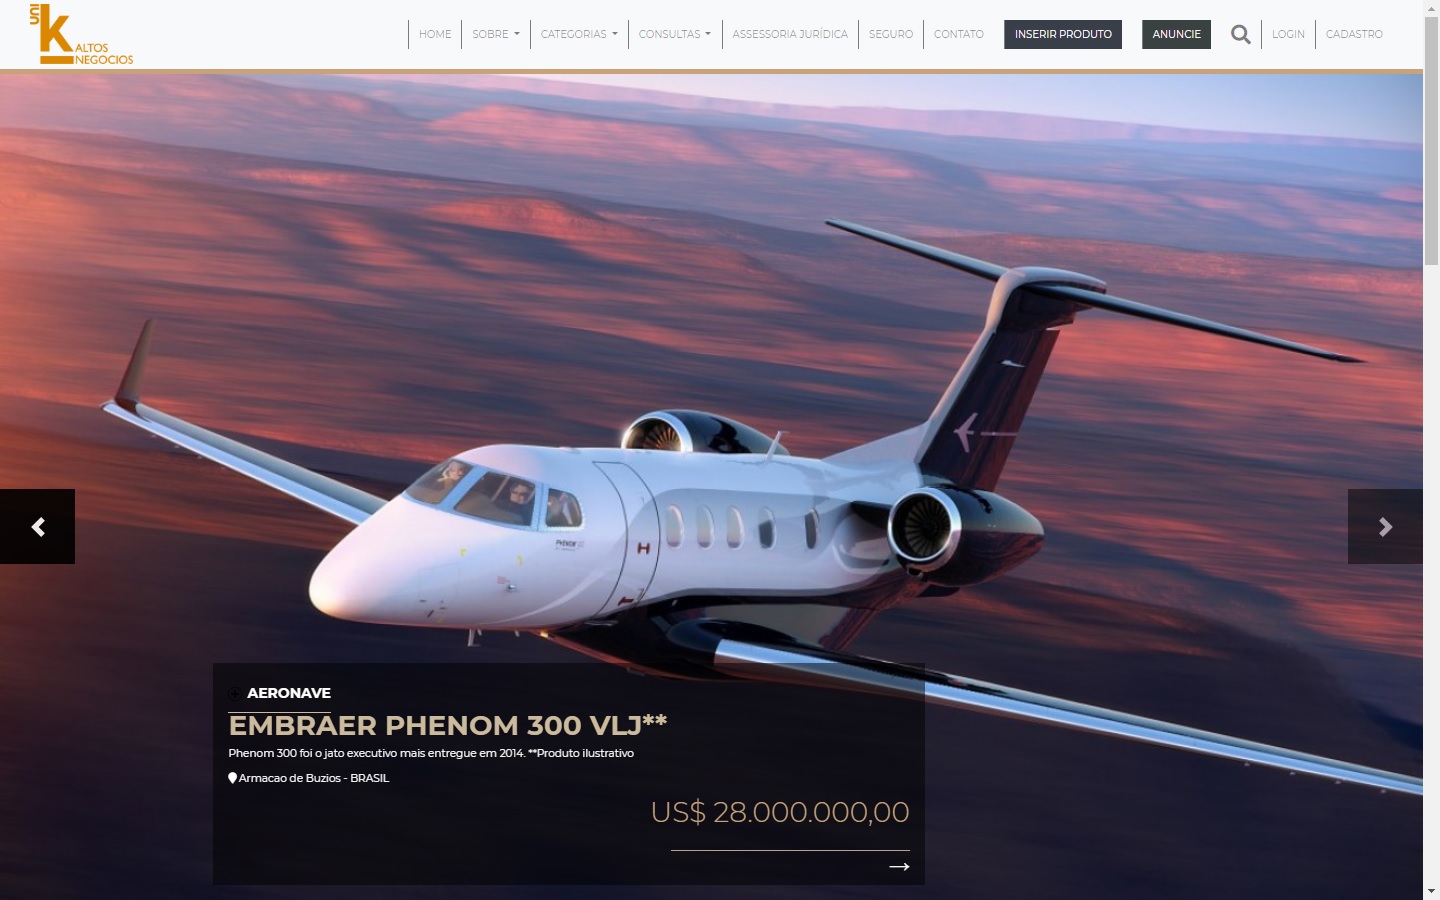 unik
ALTOS
NEGOCIOS
HOME
SOBRE
CATEGORIAS
CONSULTAS
ASSESSORIA JURÍDICA
SEGURO
CONTATO
INSERIR PRODUTO
ANUNCIE
LOGIN
CADASTRO
PHENOM
AERONAVE
EMBRAER PHENOM 300 VLJ**
Phenom 300 foi o jato executivo mais entregue em 2014. **Produto ilustrativo
Armacao de Buzios - BRASIL
US$ 28.000.000,00